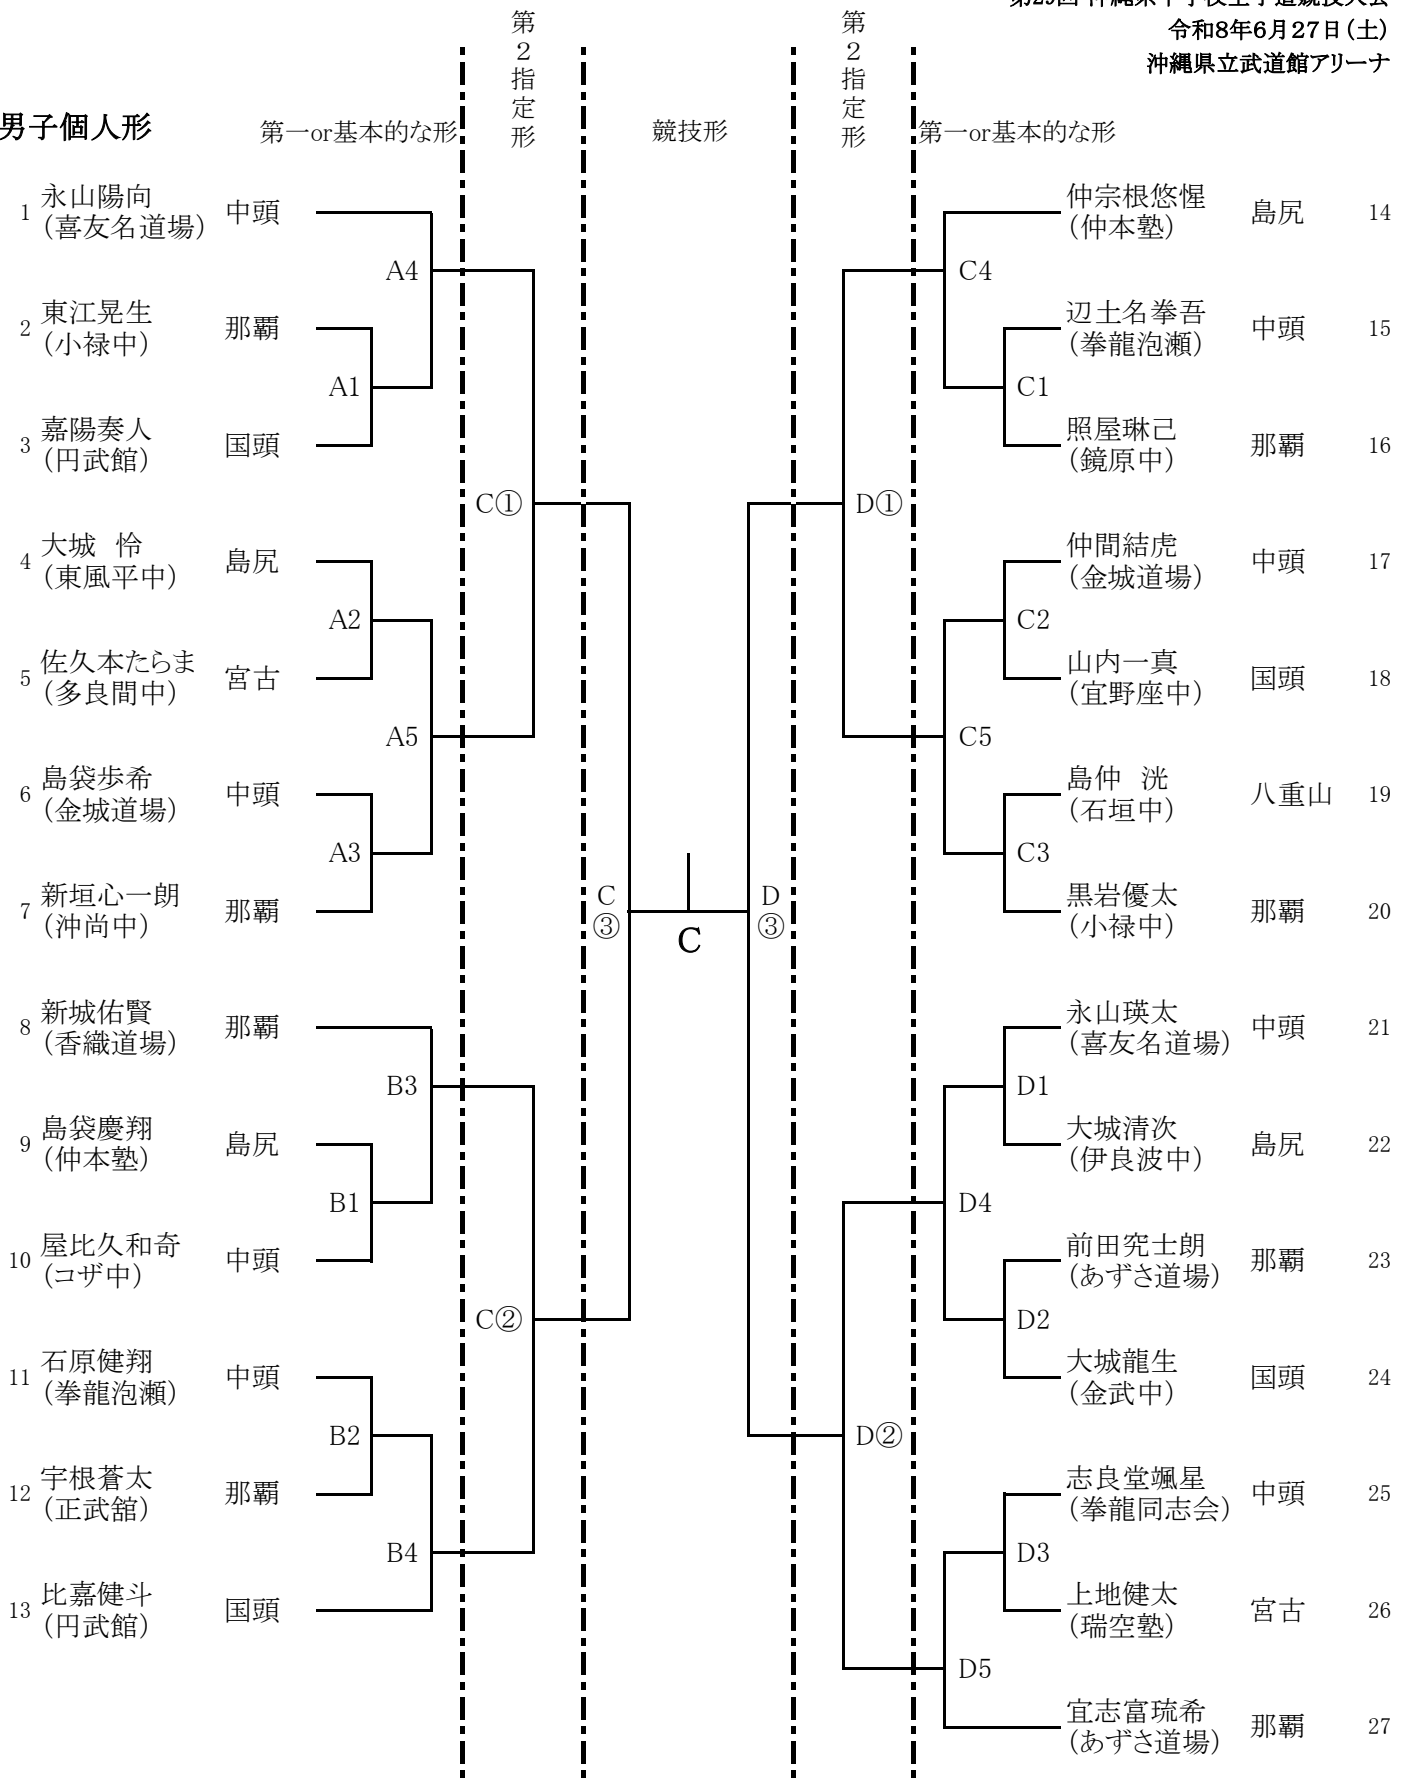 令和8年6月27日(土)
沖縄県立武道館アリーナ
男子個人形
第一or基本的な形
第2指定形
競技形
第2指定形
第一or基本的な形
1 永山陽向 中頭
(喜友名道場)
2 東江晃生 那覇
(小禄中)
3 嘉陽奏人 国頭
(円武館)
4 大城 怜 島尻
(東風平中)
5 佐久本たらま 宮古
(多良間中)
6 島袋歩希 中頭
(金城道場)
7 新垣心一朗 那覇
(沖尚中)
8 新城佑賢 那覇
(香織道場)
9 島袋慶翔 島尻
(仲本塾)
10 屋比久和奇 中頭
(コザ中)
11 石原健翔 中頭
(拳龍泡瀬)
12 宇根蒼太 那覇
(正武舘)
13 比嘉健斗 国頭
(円武館)
A4
A1
A2
A5
A3
B3
B1
B2
B4
C①
C②
C③
C
D③
D①
D②
C4
C1
C2
C5
C3
D1
D4
D2
D3
D5
仲宗根悠惺 島尻 14
(仲本塾)
辺土名拳吾 中頭 15
(拳龍泡瀬)
照屋琳己 那覇 16
(鏡原中)
仲間結虎 中頭 17
(金城道場)
山内一真 国頭 18
(宜野座中)
島仲 洸 八重山 19
(石垣中)
黒岩優太 那覇 20
(小禄中)
永山瑛太 中頭 21
(喜友名道場)
大城清次 島尻 22
(伊良波中)
前田究士朗 那覇 23
(あずさ道場)
大城龍生 国頭 24
(金武中)
志良堂颯星 中頭 25
(拳龍同志会)
上地健太 宮古 26
(瑞空塾)
宜志富琉希 那覇 27
(あずさ道場)